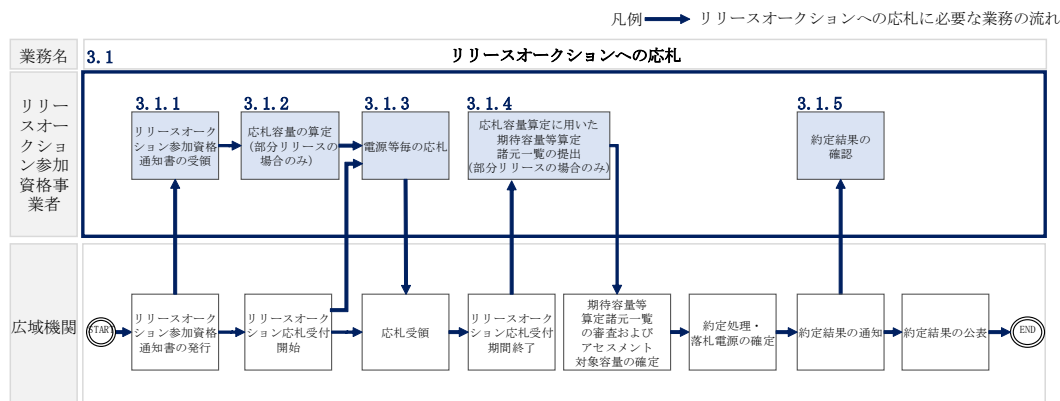 凡例 リリースオークションへの応札に必要な業務の流れ
業務名
3.1 リリースオークションへの応札
リリー
スオー
クショ
ン参加
資格事
業者
3.1.1
リリースオーク
ション参加資格
通知書の受領
3.1.2
応札容量の算定
(部分リリースの
場合のみ)
3.1.3
電源等毎の応札
3.1.4
応札容量算定に用いた
期待容量等算定
諸元一覧の提出
(部分リリースの場合のみ)
3.1.5
約定結果の
確認
広域機関
START
リリースオーク
ション参加資格
通知書の発行
リリースオーク
ション応札受付
開始
応札受領
リリースオーク
ション応札受付
期間終了
期待容量等
算定諸元一覧
の審査および
アセスメント
対象容量の確定
約定処理・
落札電源の確定
約定結果の通知
約定結果の公表
END